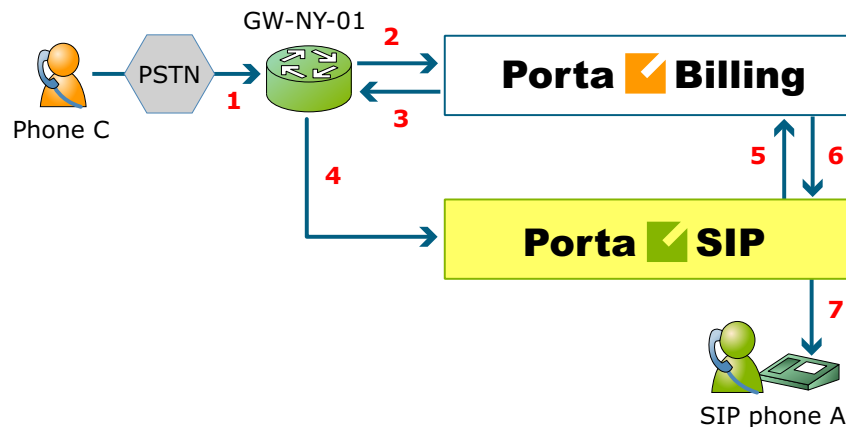 GW-NY-01
2
PSTN
Porta Billing
1
3
Phone C
5
6
4
Porta SIP
7
SIP phone A